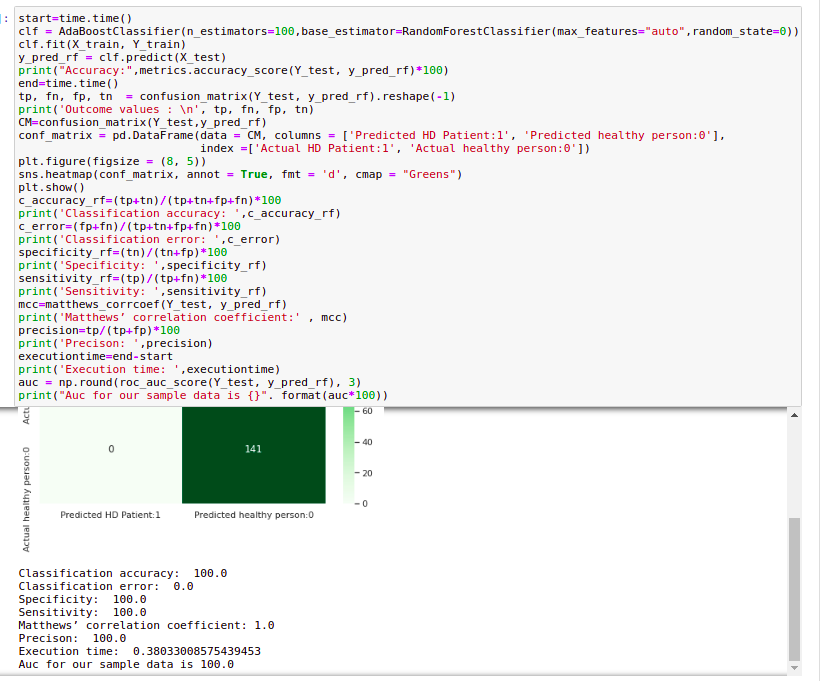 :
start=time.time()
clf = AdaBoostClassifier(n_estimators=100,base_estimator=RandomForestClassifier(max_features="auto",random_state=0))
clf.fit(X_train, Y_train)
y_pred_rf = clf.predict(X_test)
print("Accuracy:",metrics.accuracy_score(Y_test, y_pred_rf)*100)
end=time.time()
tp, fn, fp, tn  = confusion_matrix(Y_test, y_pred_rf).reshape(-1)
print('Outcome values : \n', tp, fn, fp, tn)
CM=confusion_matrix(Y_test,y_pred_rf)
conf_matrix = pd.DataFrame(data = CM, columns = ['Predicted HD Patient:1', 'Predicted healthy person:0'],
                           index =['Actual HD Patient:1', 'Actual healthy person:0'])
plt.figure(figsize = (8, 5))
sns.heatmap(conf_matrix, annot = True, fmt = 'd', cmap = "Greens")
plt.show()
c_accuracy_rf=(tp+tn)/(tp+tn+fp+fn)*100
print('Classification accuracy: ',c_accuracy_rf)
c_error=(fp+fn)/(tp+tn+fp+fn)*100
print('Classification error: ',c_error)
specificity_rf=(tn)/(tn+fp)*100
print('Specificity: ',specificity_rf)
sensitivity_rf=(tp)/(tp+fn)*100
print('Sensitivity: ',sensitivity_rf)
mcc=matthews_corrcoef(Y_test, y_pred_rf)
print('Matthews’ correlation coefficient:' , mcc)
precision=tp/(tp+fp)*100
print('Precison: ',precision)
executiontime=end-start
print('Execution time: ',executiontime)
auc = np.round(roc_auc_score(Y_test, y_pred_rf), 3)
print("Auc for our sample data is {}". format(auc*100))
Actu
60
Actual healthy person:0
0
141
40
20
0
Predicted HD Patient:1
Predicted healthy person:0
Classification accuracy:  100.0
Classification error:  0.0
Specificity:  100.0
Sensitivity:  100.0
Matthews’ correlation coefficient: 1.0
Precison:  100.0
Execution time:  0.38033008575439453
Auc for our sample data is 100.0